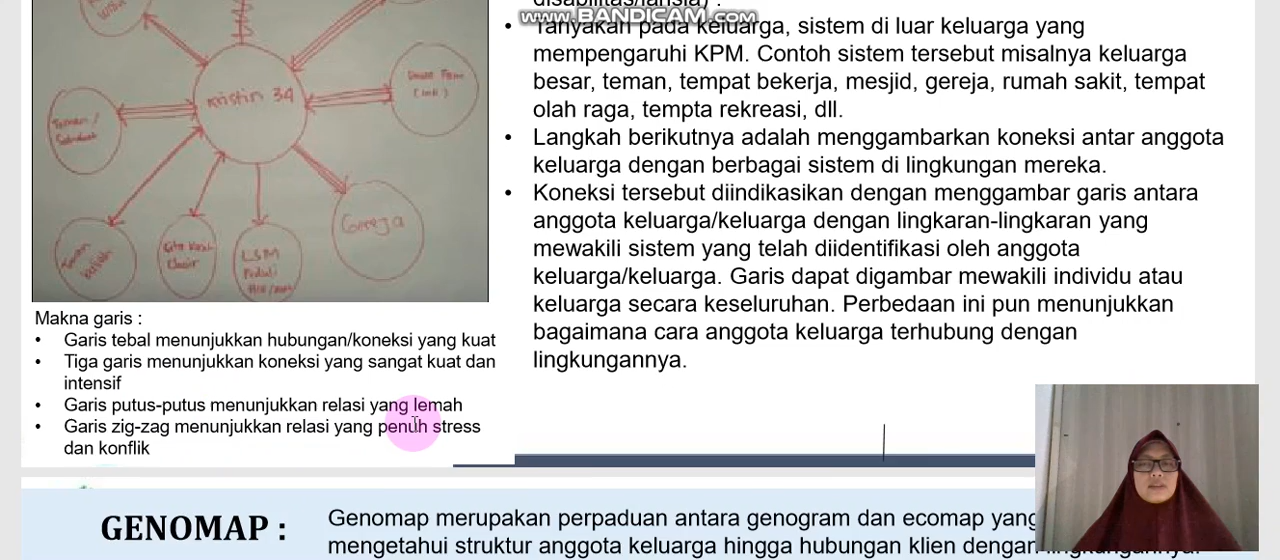 www.BANDICAM.com
disabilitas/lansia) :
• Tanyakan pada keluarga, sistem di luar keluarga yang
mempengaruhi KPM. Contoh sistem tersebut misalnya keluarga
besar, teman, tempat bekerja, mesjid, gereja, rumah sakit, tempat
olah raga, tempta rekreasi, dll.
• Langkah berikutnya adalah menggambarkan koneksi antar anggota
keluarga dengan berbagai sistem di lingkungan mereka.
• Koneksi tersebut diindikasikan dengan menggambar garis antara
anggota keluarga/keluarga dengan lingkaran-lingkaran yang
mewakili sistem yang telah diidentifikasi oleh anggota
keluarga/keluarga. Garis dapat digambar mewakili individu atau
keluarga secara keseluruhan. Perbedaan ini pun menunjukkan
bagaimana cara anggota keluarga terhubung dengan
lingkungannya.
Kristin 34
Teman /
Gereja
LSM
Peduli
Makna garis :
• Garis tebal menunjukkan hubungan/koneksi yang kuat
• Tiga garis menunjukkan koneksi yang sangat kuat dan
intensif
• Garis putus-putus menunjukkan relasi yang lemah
• Garis zig-zag menunjukkan relasi yang penuh stress
dan konflik
GENOMAP :
Genomap merupakan perpaduan antara genogram dan ecomap yang
mengetahui struktur anggota keluarga hingga hubungan klien dengan